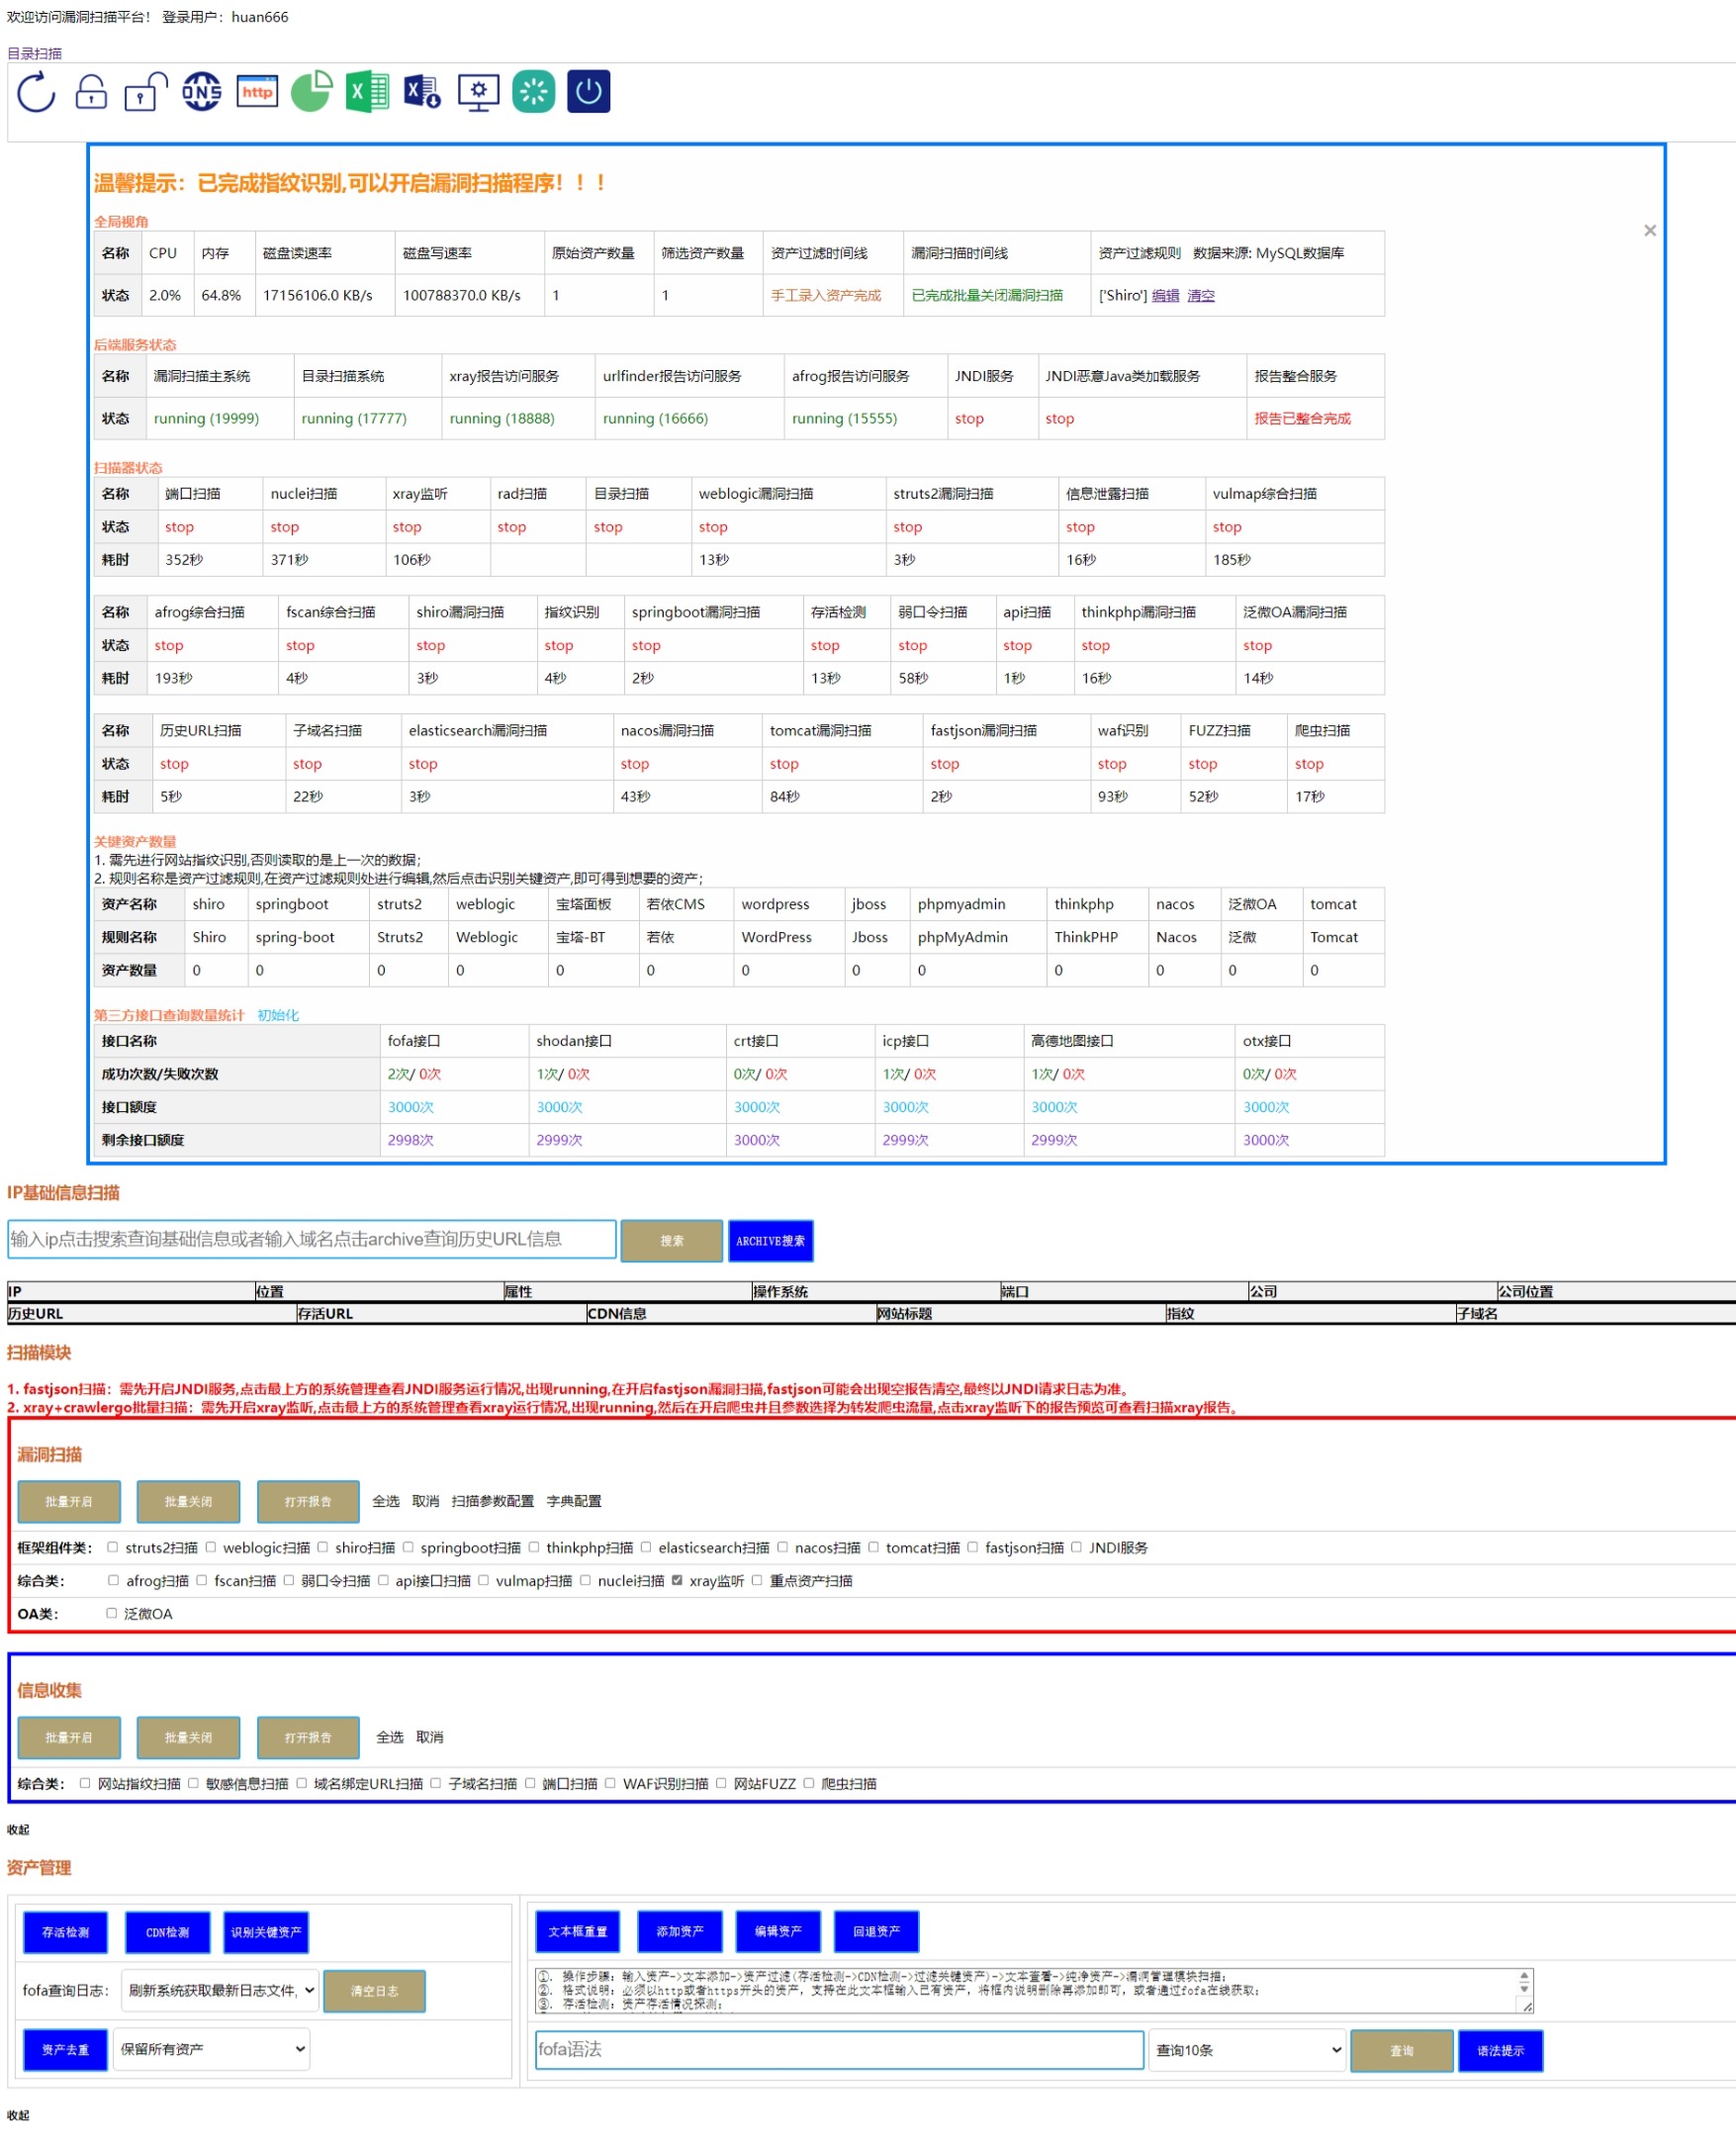 欢迎访问漏洞扫描平台！ 登录用户：huan666
目录扫描
DNS http X X
温馨提示：已完成指纹识别,可以开启漏洞扫描程序！！！
全局视角
×
名称 CPU 内存 磁盘读速率 磁盘写速率 原始资产数量 筛选资产数量 资产过滤时间线 漏洞扫描时间线 资产过滤规则 数据来源: MySQL数据库
状态 2.0% 64.8% 17156106.0 KB/s 100788370.0 KB/s 1 1 手工录入资产完成 已完成批量关闭漏洞扫描 ['Shiro'] 编辑 清空
后端服务状态
名称 漏洞扫描主系统 目录扫描系统 xray报告访问服务 urlfinder报告访问服务 afrog报告访问服务 JNDI服务 JNDI恶意Java类加载服务 报告整合服务
状态 running (19999) running (17777) running (18888) running (16666) running (15555) stop stop 报告已整合完成
扫描器状态
名称 端口扫描 nuclei扫描 xray监听 rad扫描 目录扫描 weblogic漏洞扫描 struts2漏洞扫描 信息泄露扫描 vulmap综合扫描
状态 stop stop stop stop stop stop stop stop stop
耗时 352秒 371秒 106秒 13秒 3秒 16秒 185秒
名称 afrog综合扫描 fscan综合扫描 shiro漏洞扫描 指纹识别 springboot漏洞扫描 存活检测 弱口令扫描 api扫描 thinkphp漏洞扫描 泛微OA漏洞扫描
状态 stop stop stop stop stop stop stop stop stop stop
耗时 193秒 4秒 3秒 4秒 2秒 13秒 58秒 1秒 16秒 14秒
名称 历史URL扫描 子域名扫描 elasticsearch漏洞扫描 nacos漏洞扫描 tomcat漏洞扫描 fastjson漏洞扫描 waf识别 FUZZ扫描 爬虫扫描
状态 stop stop stop stop stop stop stop stop stop
耗时 5秒 22秒 3秒 43秒 84秒 2秒 93秒 52秒 17秒
关键资产数量
1. 需先进行网站指纹识别,否则读取的是上一次的数据；
2. 规则名称是资产过滤规则,在资产过滤规则处进行编辑,然后点击识别关键资产,即可得到想要的资产；
资产名称 shiro springboot struts2 weblogic 宝塔面板 若依CMS wordpress jboss phpmyadmin thinkphp nacos 泛微OA tomcat
规则名称 Shiro spring-boot Struts2 Weblogic 宝塔-BT 若依 WordPress Jboss phpMyAdmin ThinkPHP Nacos 泛微 Tomcat
资产数量 0 0 0 0 0 0 0 0 0 0 0 0 0
第三方接口查询数量统计 初始化
接口名称 fofa接口 shodan接口 crt接口 icp接口 高德地图接口 otx接口
成功次数/失败次数 2次/ 0次 1次/ 0次 0次/ 0次 1次/ 0次 1次/ 0次 0次/ 0次
接口额度 3000次 3000次 3000次 3000次 3000次 3000次
剩余接口额度 2998次 2999次 3000次 2999次 2999次 3000次
IP基础信息扫描
输入ip点击搜索查询基础信息或者输入域名点击archive查询历史URL信息 搜索 ARCHIVE搜索
IP 位置 属性 操作系统 端口 公司 公司位置
历史URL 存活URL CDN信息 网站标题 指纹 子域名
扫描模块
1. fastjson扫描：需先开启JNDI服务,点击最上方的系统管理查看JNDI服务运行情况,出现running,在开启fastjson漏洞扫描,fastjson可能会出现空报告清空,最终以JNDI请求日志为准。
2. xray+crawlergo批量扫描：需先开启xray监听,点击最上方的系统管理查看xray运行情况,出现running,然后在开启爬虫并且参数选择为转发爬虫流量,点击xray监听下的报告预览可查看扫描xray报告。
漏洞扫描
批量开启 批量关闭 打开报告 全选 取消 扫描参数配置 字典配置
框架组件类： struts2扫描 weblogic扫描 shiro扫描 springboot扫描 thinkphp扫描 elasticsearch扫描 nacos扫描 tomcat扫描 fastjson扫描 JNDI服务
综合类： afrog扫描 fscan扫描 弱口令扫描 api接口扫描 vulmap扫描 nuclei扫描 xray监听 重点资产扫描
OA类： 泛微OA
信息收集
批量开启 批量关闭 打开报告 全选 取消
综合类： 网站指纹扫描 敏感信息扫描 域名绑定URL扫描 子域名扫描 端口扫描 WAF识别扫描 网站FUZZ 爬虫扫描
收起
资产管理
存活检测 CDN检测 识别关键资产
fofa查询日志： 刷新系统获取最新日志文件, 清空日志
资产去重 保留所有资产
文本框重置 添加资产 编辑资产 回退资产
①. 操作步骤：输入资产->文本添加->资产过滤(存活检测->CDN检测->过滤关键资产)->文本查看->纯净资产->漏洞管理模块扫描；
②. 格式说明：必须以http或者https开头的资产，支持在此文本框输入已有资产，将框内说明删除再添加即可，或者通过fofa在线获取；
③. 存活检测：资产存活情况探测；
fofa语法 查询10条 查询 语法提示
收起